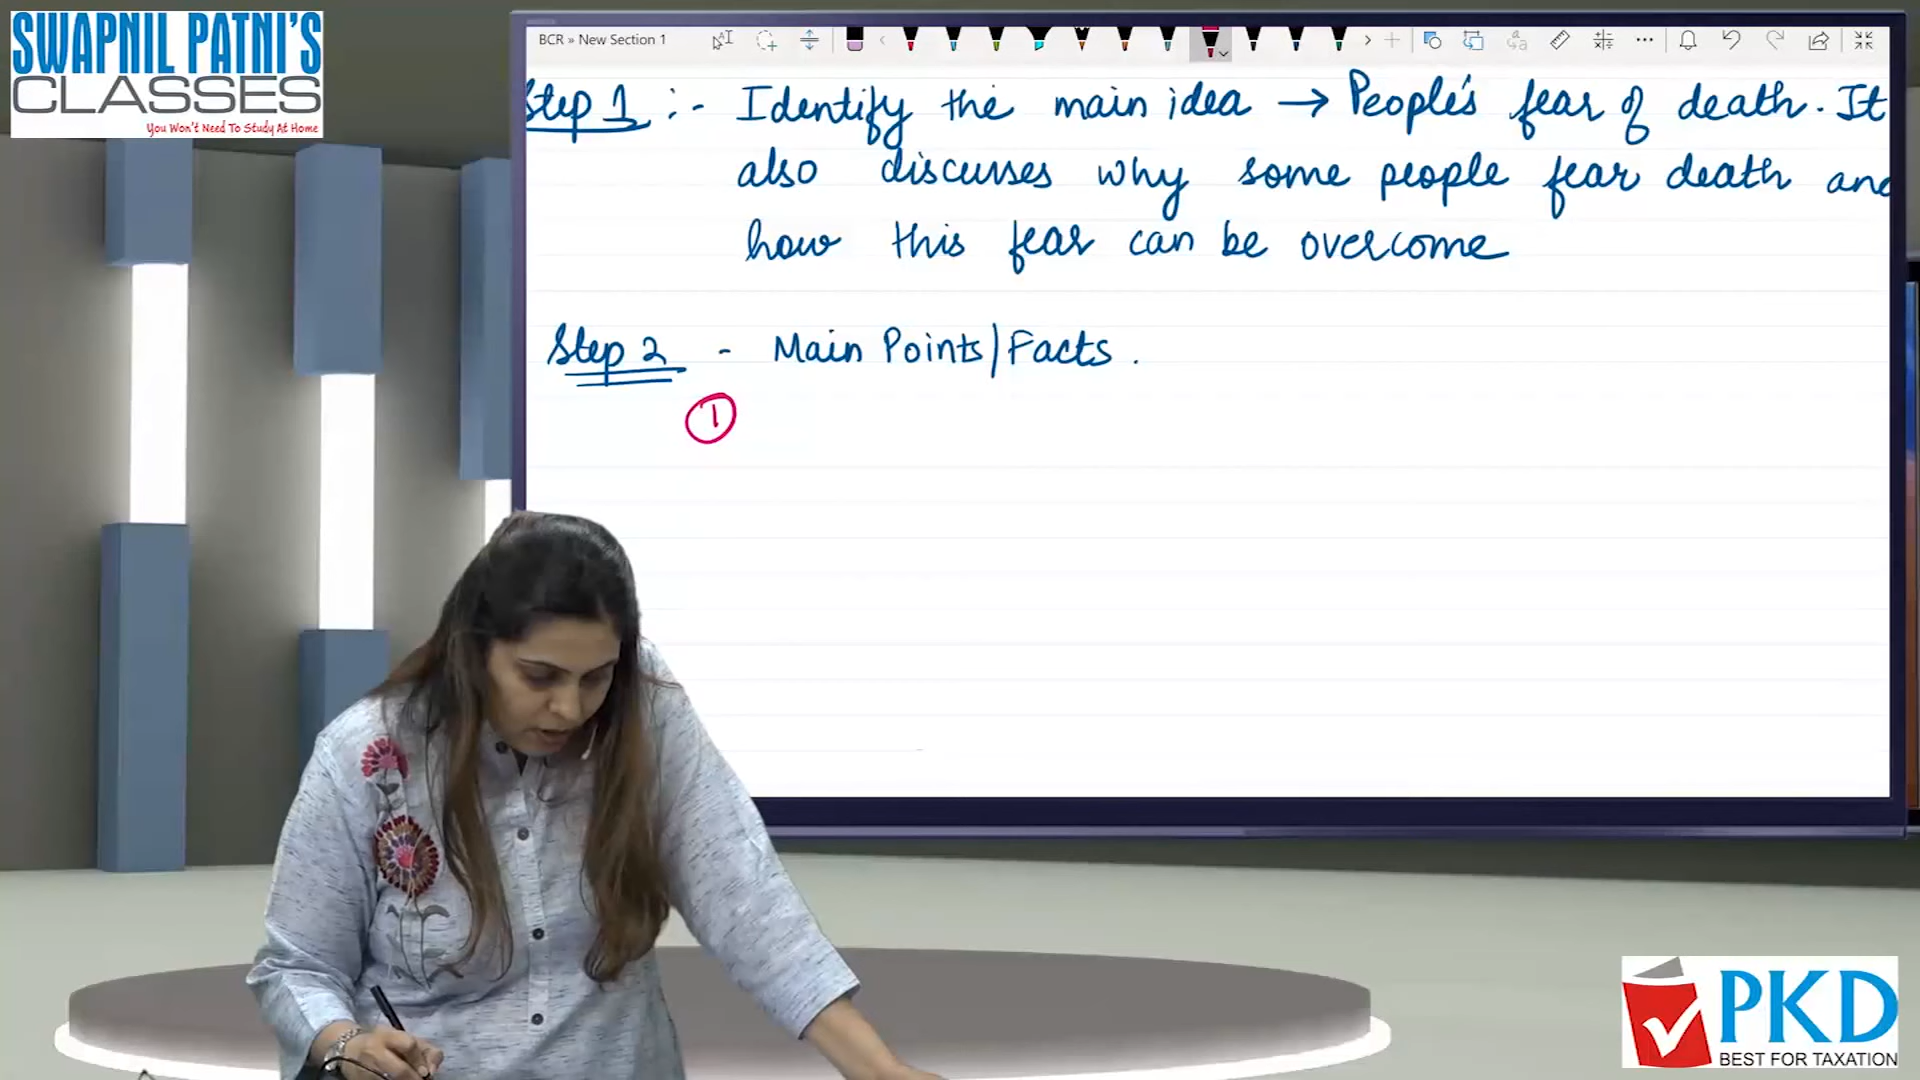 SWAPNIL PATNI'S
CLASSES
You Won't Need To Study At Home
BCR » New Section 1
Step 1 :- Identify the main idea → People's fear of death. It
also discusses why some people fear death and
how this fear can be overcome
Step 2 - Main Points/Facts.
1
PKD
BEST FOR TAXATION